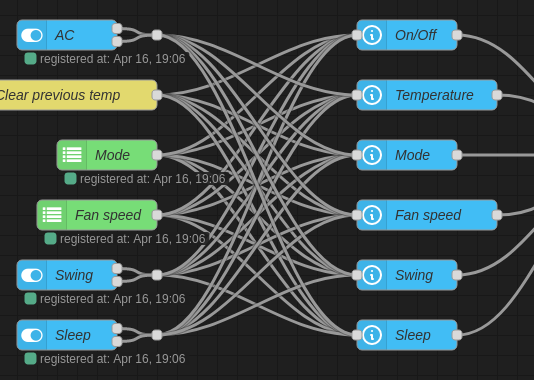 AC
On/Off
registered at: Apr 16, 19:06
Clear previous temp
Temperature
Mode
Mode
registered at: Apr 16, 19:06
Fan speed
Fan speed
registered at: Apr 16, 19:06
Swing
Swing
registered at: Apr 16, 19:06
Sleep
Sleep
registered at: Apr 16, 19:06